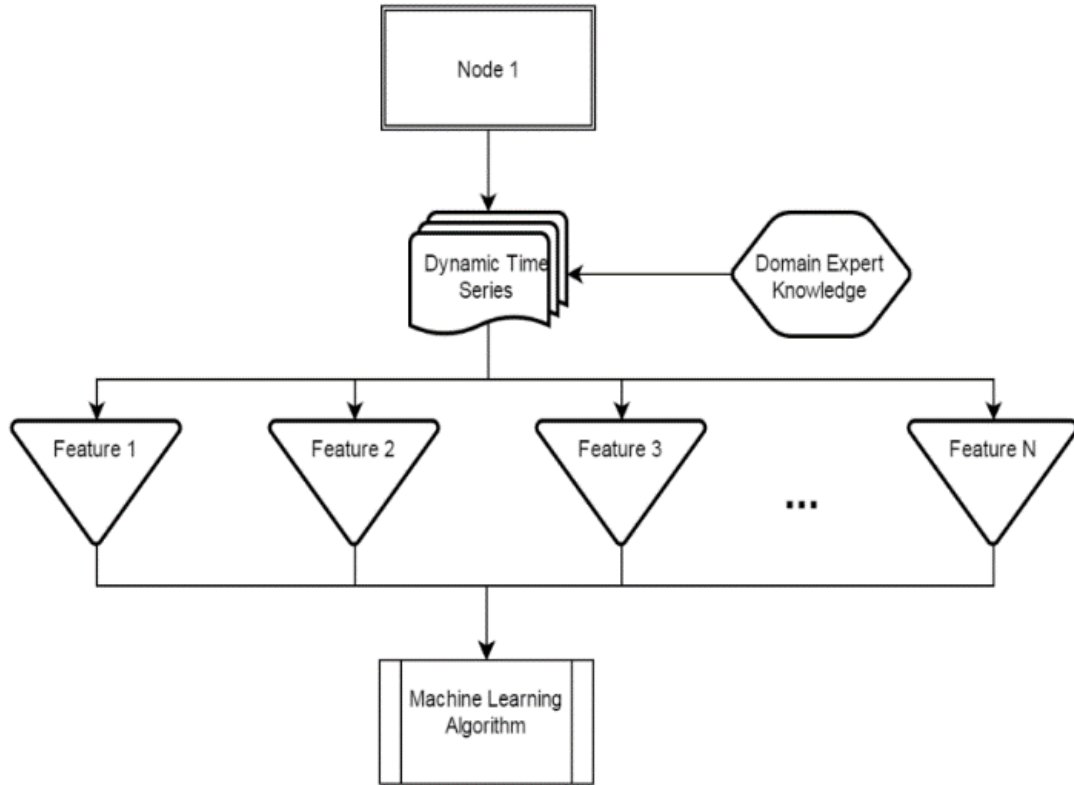 Node 1
Dynamic Time
Series
Domain Expert
Knowledge
Feature 1
Feature 2
Feature 3
...
Feature N
Machine Learning
Algorithm